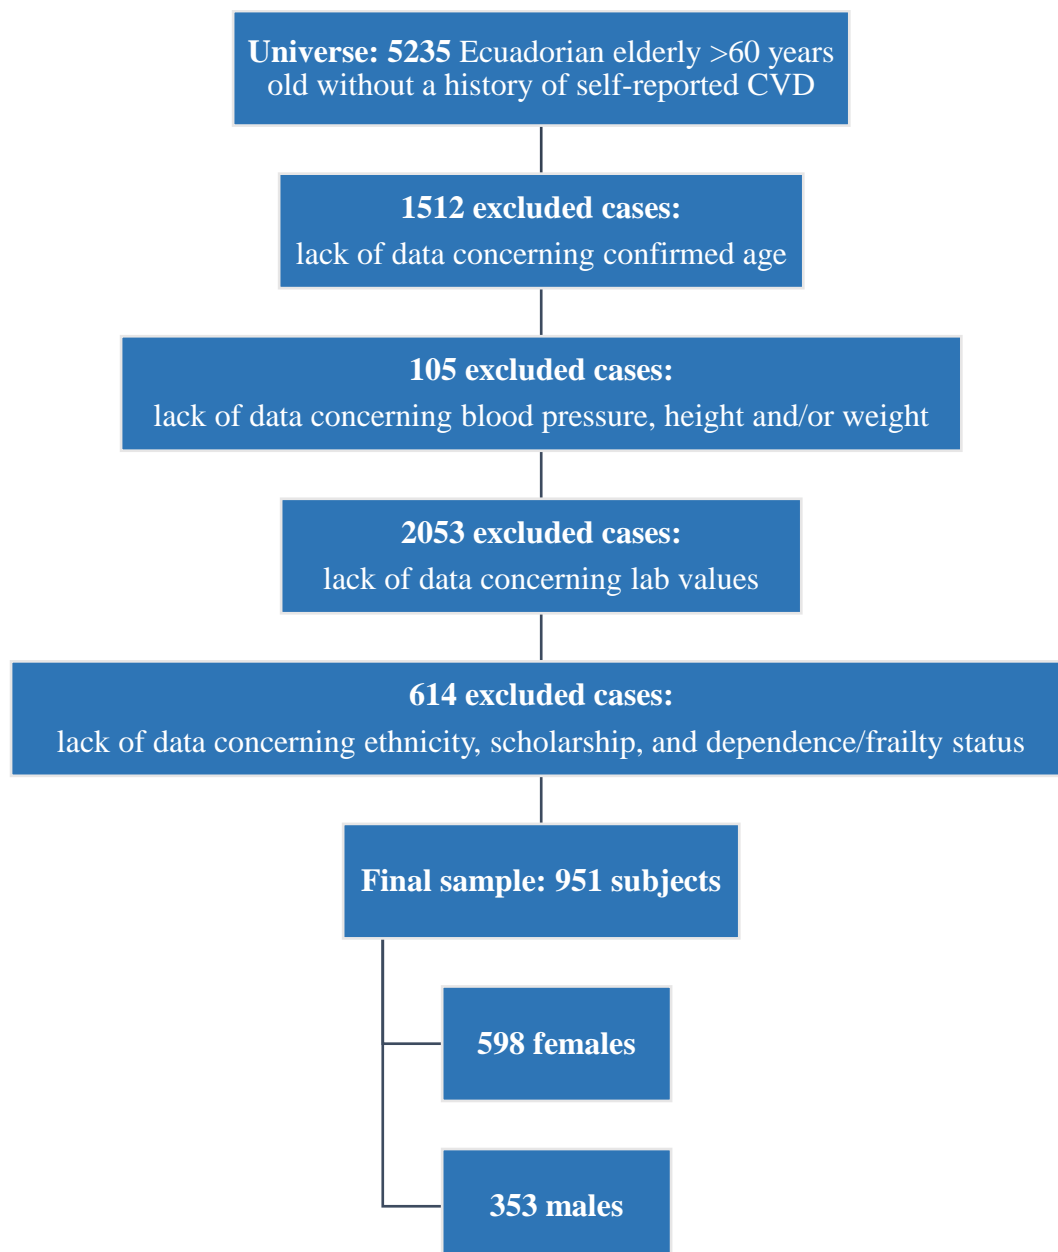 Universe: 5235 Ecuadorian elderly >60 years
old without a history of self-reported CVD
1512 excluded cases:
lack of data concerning confirmed age
105 excluded cases:
lack of data concerning blood pressure, height and/or weight
2053 excluded cases:
lack of data concerning lab values
614 excluded cases:
lack of data concerning ethnicity, scholarship, and dependence/frailty status
Final sample: 951 subjects
598 females
353 males